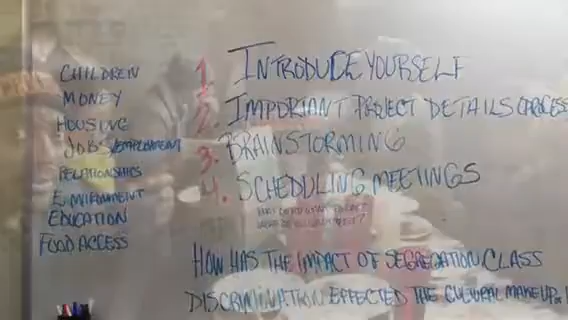 CHILDREN
MONEY
HOUSING
JOBS/EMPLOYMENT
RELATIONSHIPS
ENVIRONMENT
EDUCATION
FOOD ACCESS
1. INTRODUCE YOURSELF
2. IMPORTANT PROJECT DETAILS
3. BRAINSTORMING
4. SCHEDULING MEETINGS
HOW HAS THE IMPACT OF SEGREGATION CLASS
DISCRIMINATION EFFECTED THE CULTURAL MAKEUP